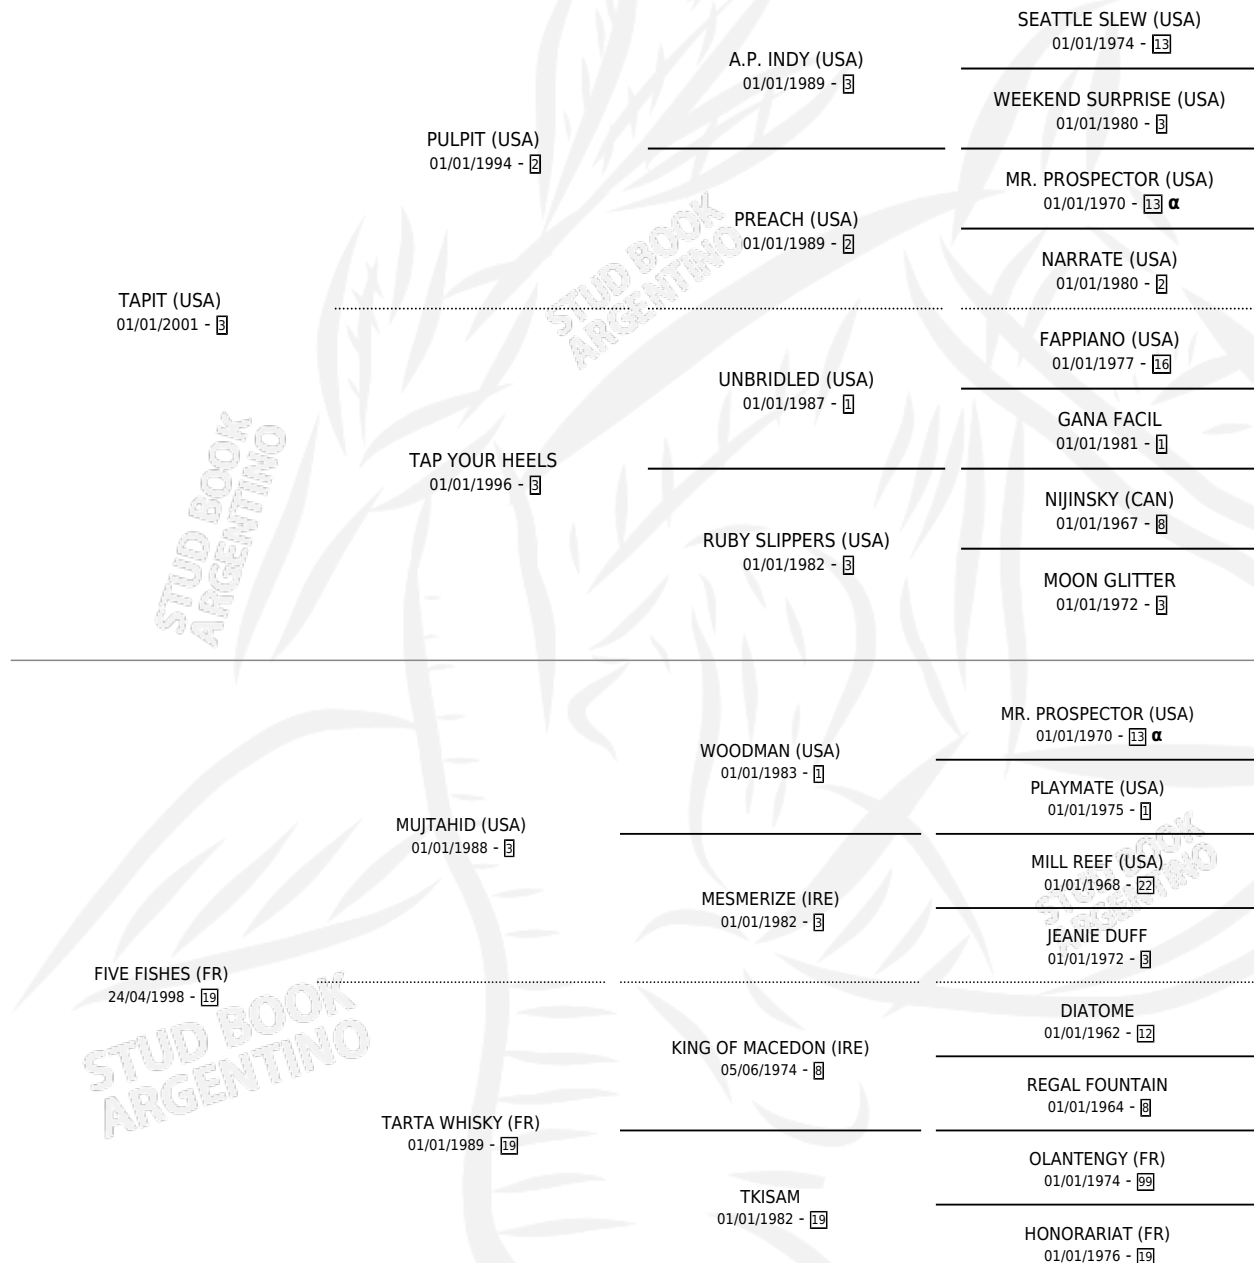 SEATTLE SLEW (USA)
01/01/1974 - 13
A.P. INDY (USA)
01/01/1989 - 3
WEEKEND SURPRISE (USA)
01/01/1980 - 3
PULPIT (USA)
01/01/1994 - 2
MR. PROSPECTOR (USA)
01/01/1970 - 13 α
PREACH (USA)
01/01/1989 - 2
NARRATE (USA)
01/01/1980 - 2
STUD BOOK
ARGENTINO
TAPIT (USA)
01/01/2001 - 3
FAPPIANO (USA)
01/01/1977 - 16
UNBRIDLED (USA)
01/01/1987 - 1
GANA FACIL
01/01/1981 - 1
TAP YOUR HEELS
01/01/1996 - 3
NIJINSKY (CAN)
01/01/1967 - 8
RUBY SLIPPERS (USA)
01/01/1982 - 3
MOON GLITTER
01/01/1972 - 3
STUD BOOK
ARGENTINO
MR. PROSPECTOR (USA)
01/01/1970 - 13 α
WOODMAN (USA)
01/01/1983 - 1
PLAYMATE (USA)
01/01/1975 - 1
MUJTAHID (USA)
01/01/1988 - 3
MILL REEF (USA)
01/01/1968 - 22
STUD BOOK
ARGENTINO
MESMERIZE (IRE)
01/01/1982 - 3
JEANIE DUFF
01/01/1972 - 3
FIVE FISHES (FR)
24/04/1998 - 19
STUD BOOK
ARGENTINO
DIATOME
01/01/1962 - 12
KING OF MACEDON (IRE)
05/06/1974 - 8
REGAL FOUNTAIN
01/01/1964 - 8
TARTA WHISKY (FR)
01/01/1989 - 19
OLANTENGY (FR)
01/01/1974 - 99
TKISAM
01/01/1982 - 19
HONORARIAT (FR)
01/01/1976 - 19